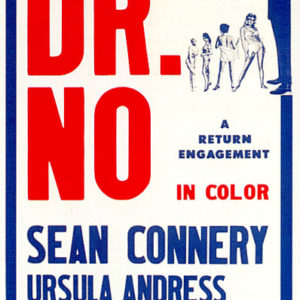 DR.
NO
A
RETURN
ENGAGEMENT
IN COLOR
SEAN CONNERY
URSULA ANDRESS